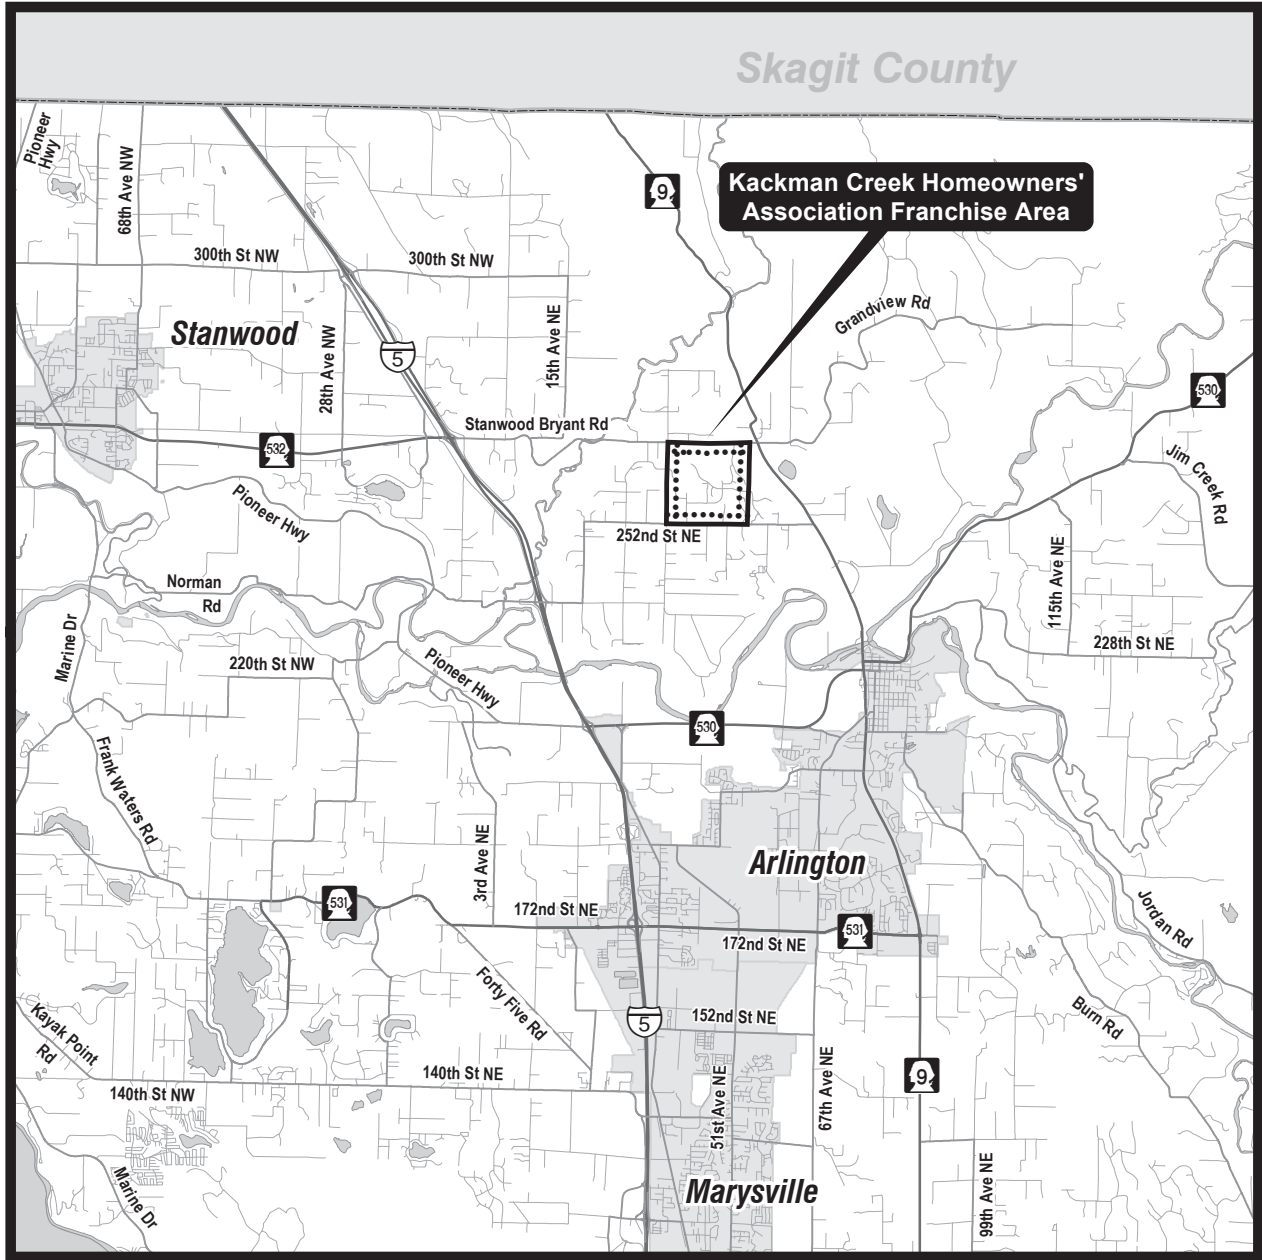 Skagit County
Pioneer
Hwy
68th Ave NW
9
Kackman Creek Homeowners'
Association Franchise Area
300th St NW
300th St NW
Grandview Rd
Stanwood
28th Ave NW
5
15th Ave NE
530
Stanwood Bryant Rd
532
Jim Creek Rd
Pioneer Hwy
252nd St NE
115th Ave NE
Norman
Rd
Marine Dr
228th St NE
220th St NW
Pioneer Hwy
530
Frank Waters Rd
3rd Ave NE
Arlington
531
172nd St NE
531
172nd St NE
Jordan Rd
Forty Five Rd
Kayak Point
Rd
5
152nd St NE
Burn Rd
140th St NE
140th St NW
51st Ave NE
67th Ave NE
9
Marine Dr
Marysville
99th Ave NE